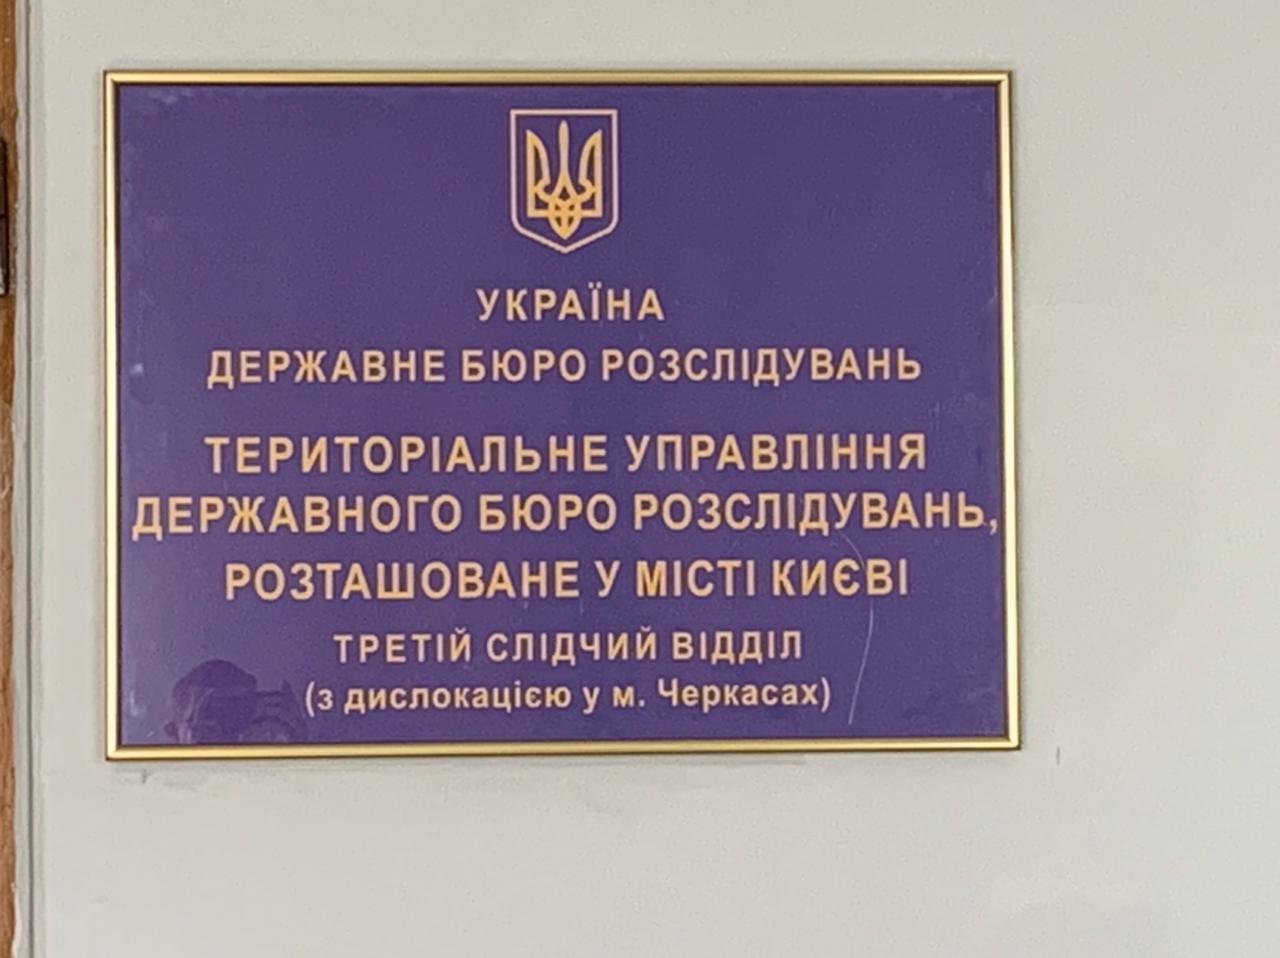 УКРАЇНА
ДЕРЖАВНЕ БЮРО РОЗСЛІДУВАНЬ
ТЕРИТОРІАЛЬНЕ УПРАВЛІННЯ
ДЕРЖАВНОГО БЮРО РОЗСЛІДУВАНЬ,
РОЗТАШОВАНЕ У МІСТІ КИЄВІ
ТРЕТІЙ СЛІДЧИЙ ВІДДІЛ
(з дислокацією у м. Черкасах)